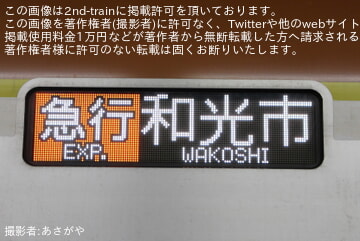 この画像は2nd-trainに掲載許可を頂いております。
この画像を著作権者(撮影者)に許可なく、Twitterや他のwebサイト
掲載使用料金1万円などが著作者から無断転載した方へ請求される
著作権者様に許可のない転載は固くお断りいたします。
急行 和光市
EXP. WAKOSHI
撮影者:あさがや